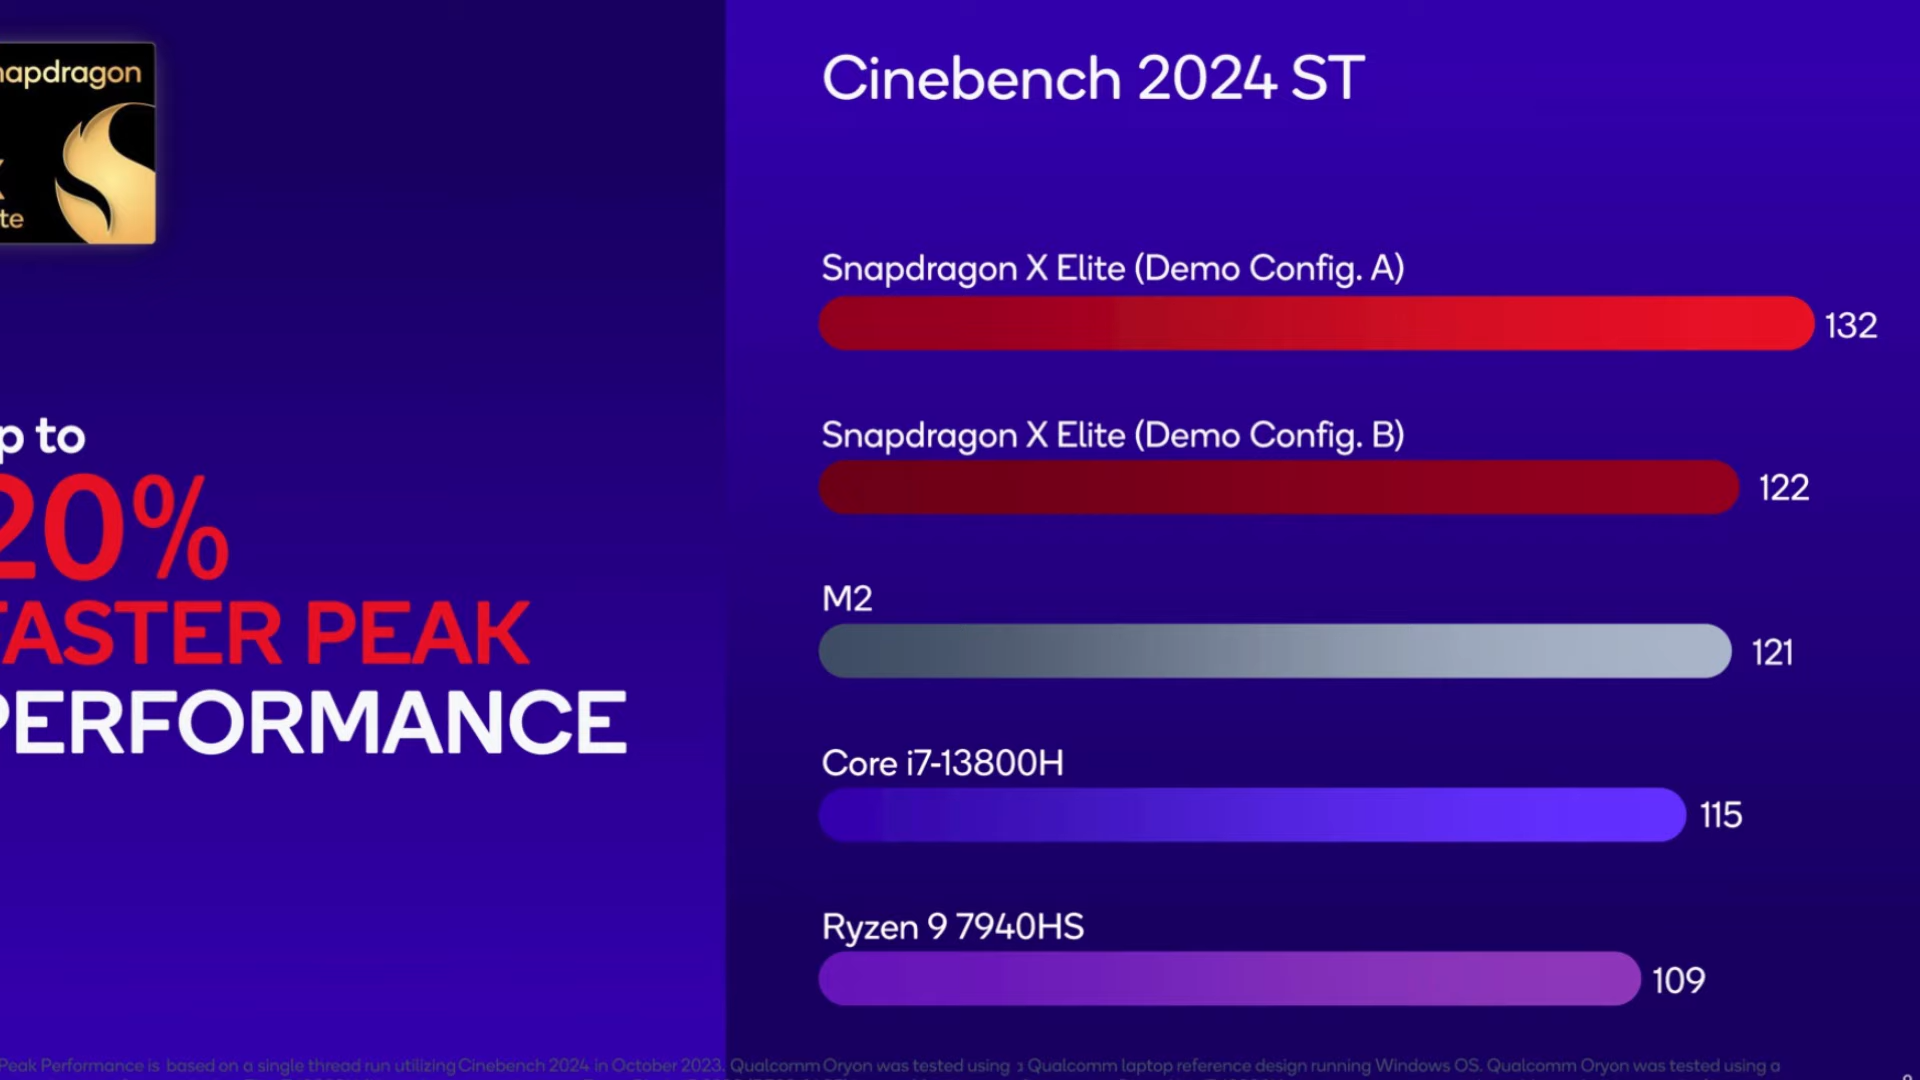 napdragon
te
p to
20%
FASTER PEAK
PERFORMANCE
Cinebench 2024 ST
Snapdragon X Elite (Demo Config. A)
132
Snapdragon X Elite (Demo Config. B)
122
M2
121
Core i7-13800H
115
Ryzen 9 7940HS
109
Peak Performance is based on a single thread run utilizing Cinebench 2024 in October 2023. Qualcomm Oryon was tested using a Qualcomm laptop reference design running Windows OS. Qualcomm Oryon was tested using a